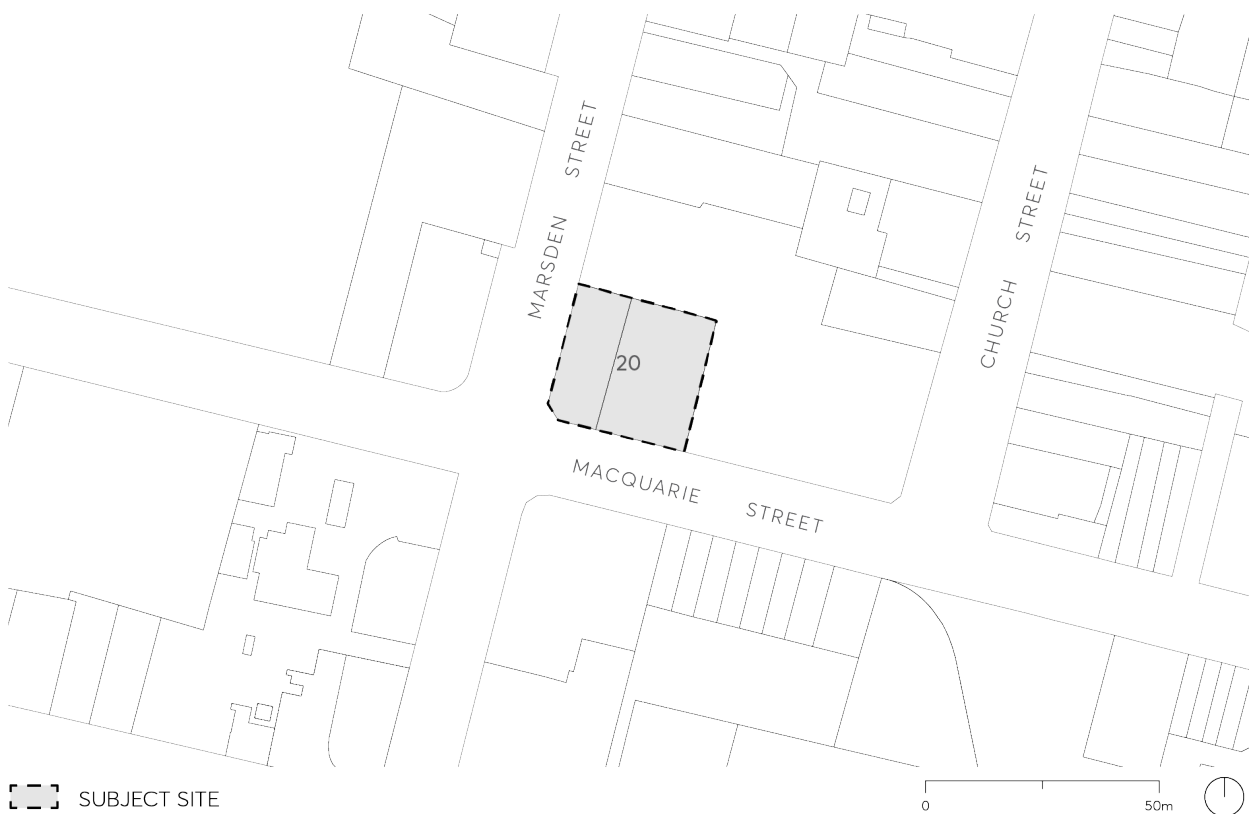 MARSDEN STREET
CHURCH STREET
20
MACQUARIE STREET
SUBJECT SITE
0 50m